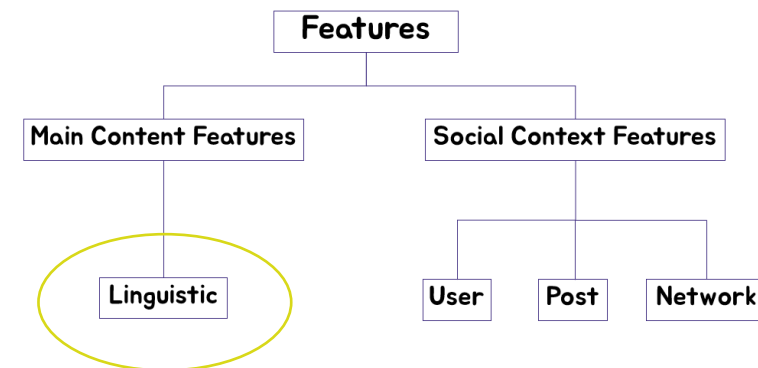 Features
Main Content Features
Social Context Features
Linguistic
User
Post
Network